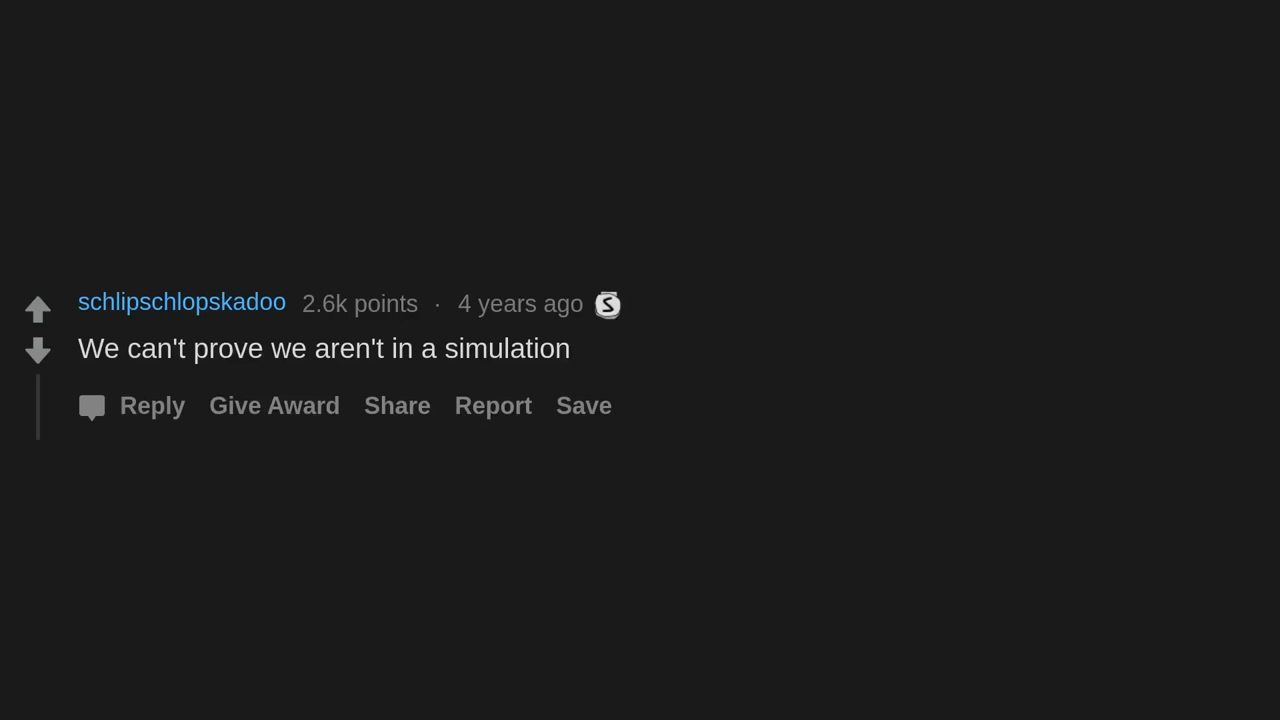 schlipschlopskadoo 2.6k points · 4 years ago S
We can't prove we aren't in a simulation
Reply Give Award Share Report Save